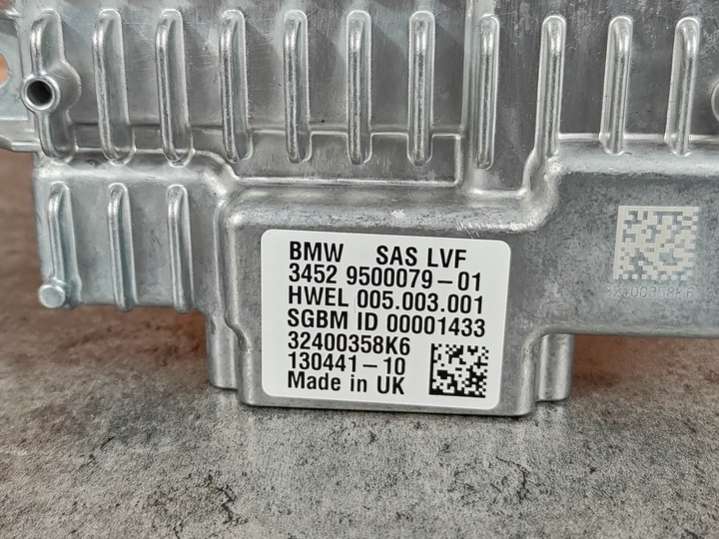 BMW SAS LVF
3452 9500079-01
HWEL 005.003.001
SGBM ID 00001433
32400358K6
130441-10
Made in UK
32400358K6